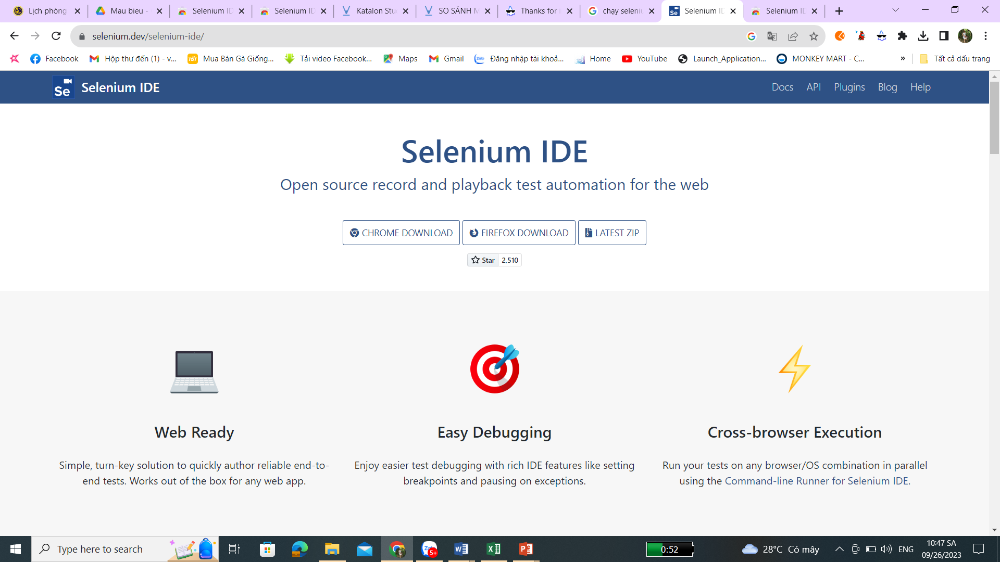 Lịch phòng
Mau bieu -
Selenium ID
Selenium ID
Katalon Stu
SO SÁNH M
Thanks for i
chay seleniu
Selenium ID
Selenium ID
selenium.dev/selenium-ide/
Facebook
Hộp thư đến (1) - v...
Mua Bán Gà Giống...
Tải video Facebook...
Maps
Gmail
Đăng nhập tài khoả...
Home
YouTube
Launch_Application...
MONKEY MART - C...
»
Tất cả dấu trang
Se
Selenium IDE
Docs
API
Plugins
Blog
Help
Selenium IDE
Open source record and playback test automation for the web
CHROME DOWNLOAD
FIREFOX DOWNLOAD
LATEST ZIP
Star
2,510
Web Ready
Simple, turn-key solution to quickly author reliable end-to-
end tests. Works out of the box for any web app.
Easy Debugging
Enjoy easier test debugging with rich IDE features like setting
breakpoints and pausing on exceptions.
Cross-browser Execution
Run your tests on any browser/OS combination in parallel
using the Command-line Runner for Selenium IDE.
Type here to search
5+
0:52
28°C Có mây
ENG
10:47 SA
09/26/2023